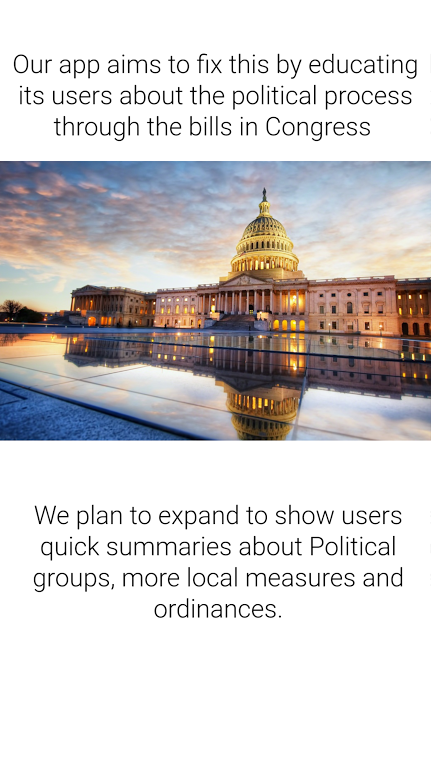 Our app aims to fix this by educating
its users about the political process
through the bills in Congress
We plan to expand to show users
quick summaries about Political
groups, more local measures and
ordinances.